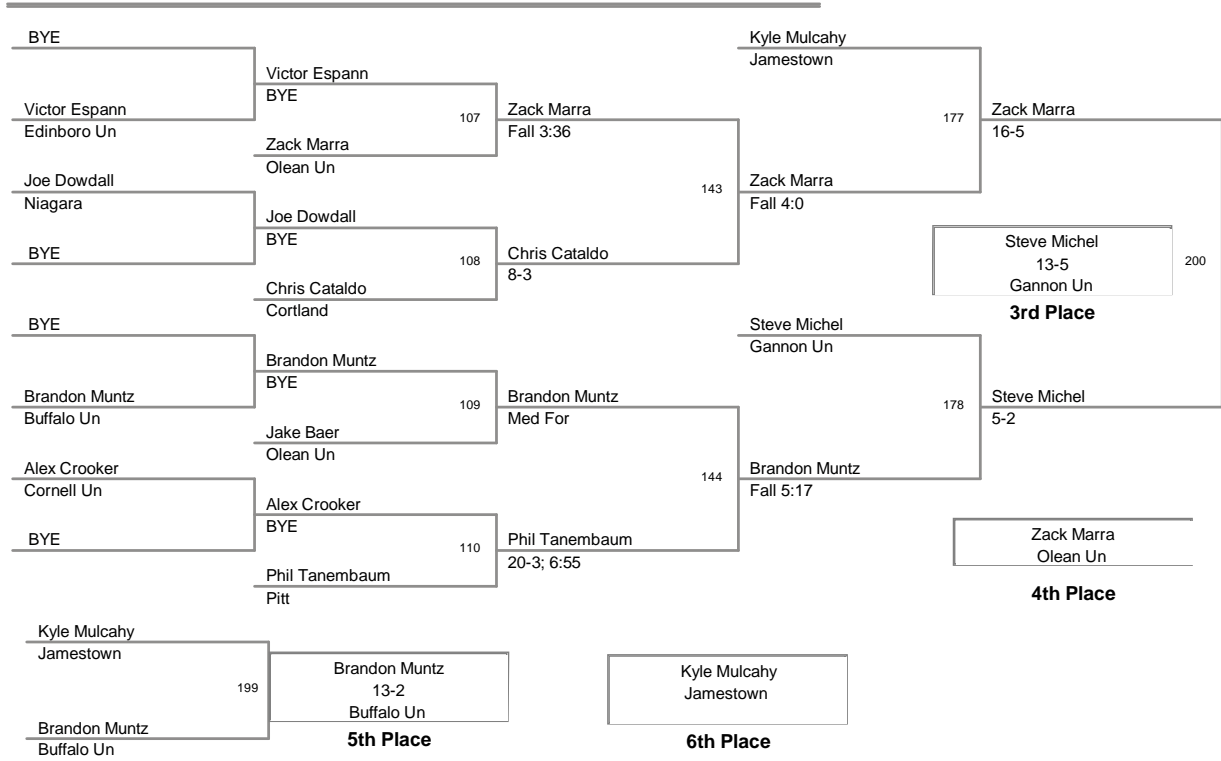 BYE
Victor Espann
Edinboro Un
Joe Dowdall
Niagara
BYE
BYE
Brandon Muntz
Buffalo Un
Alex Crooker
Cornell Un
BYE
Victor Espann
BYE
107
Zack Marra
Olean Un
Joe Dowdall
BYE
108
Chris Cataldo
Cortland
Brandon Muntz
BYE
109
Jake Baer
Olean Un
Alex Crooker
BYE
110
Phil Tanembaum
Pitt
Zack Marra
Fall 3:36
143
Chris Cataldo
8-3
Brandon Muntz
Med For
144
Phil Tanembaum
20-3; 6:55
Kyle Mulcahy
Jamestown
177
Zack Marra
Fall 4:0
Steve Michel
Gannon Un
178
Brandon Muntz
Fall 5:17
Zack Marra
16-5
Steve Michel
13-5
Gannon Un
200
3rd Place
Steve Michel
5-2
Zack Marra
Olean Un
4th Place
Kyle Mulcahy
Jamestown
199
Brandon Muntz
Buffalo Un
Brandon Muntz
13-2
Buffalo Un
5th Place
Kyle Mulcahy
Jamestown
6th Place